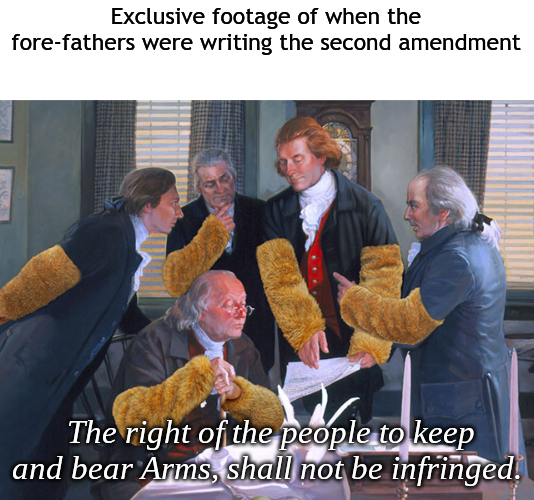 Exclusive footage of when the
fore-fathers were writing the second amendment
The right of the people to keep
and bear Arms, shall not be infringed.